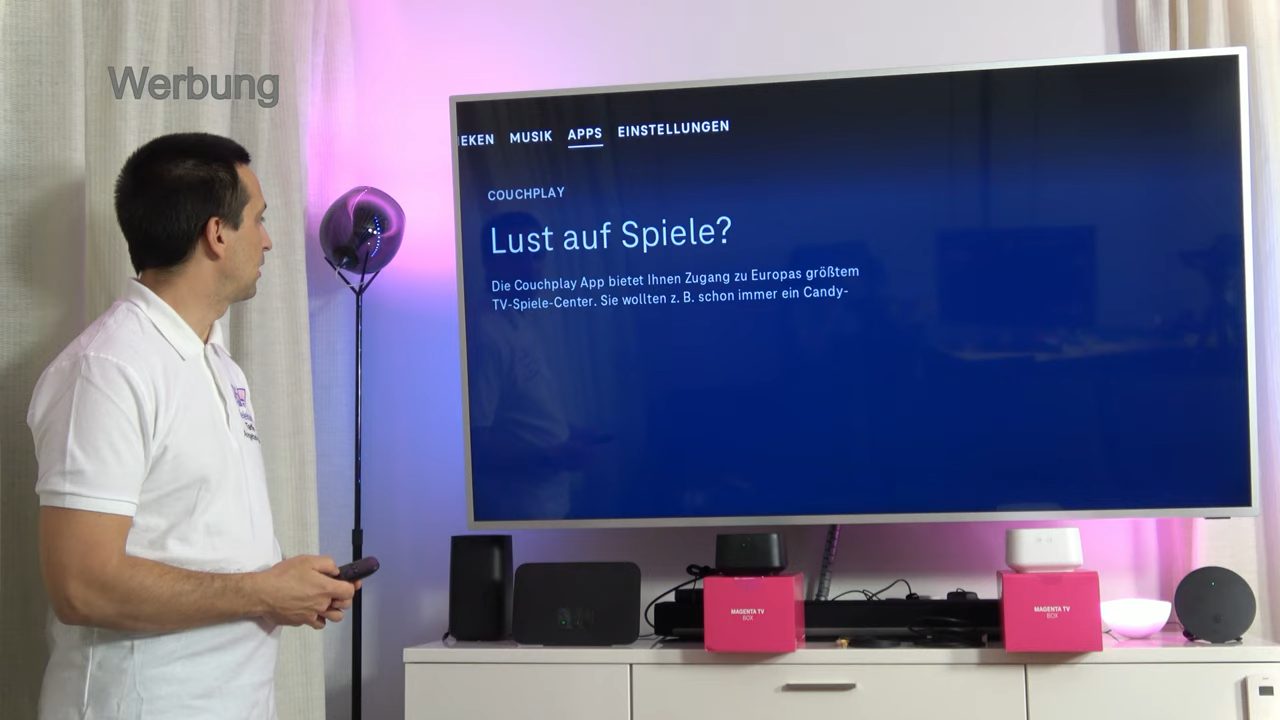 Werbung
EKEN MUSIK APPS EINSTELLUNGEN
COUCHPLAY
Lust auf Spiele?
Die Couchplay App bietet Ihnen Zugang zu Europas größtem
TV-Spiele-Center. Sie wollten z. B. schon immer ein Candy-
MAGENTA TV
BOX
MAGENTA TV
BOX